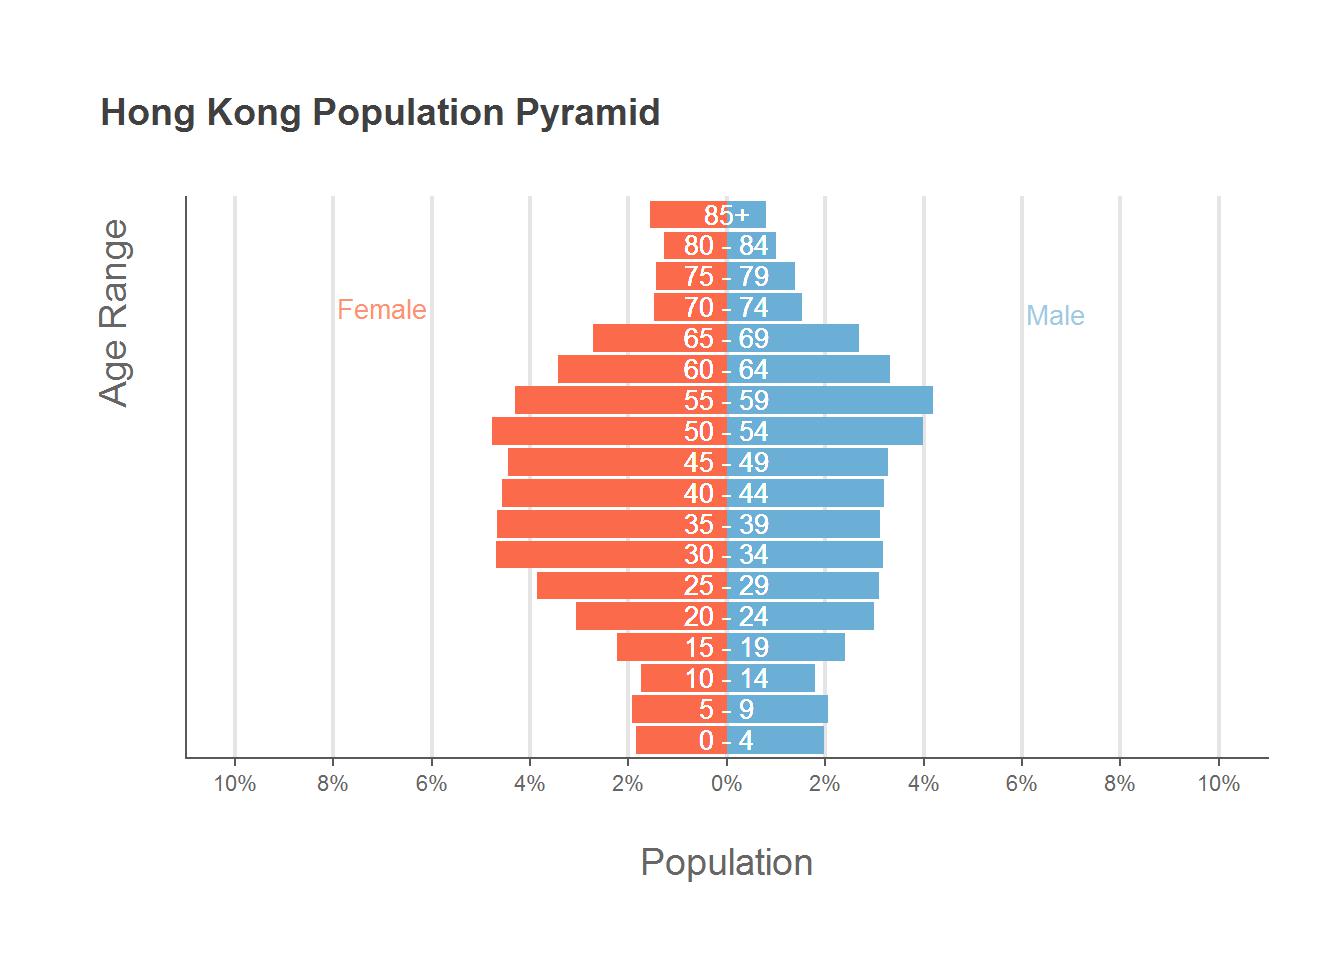 Hong Kong Population Pyramid
Age Range
Female
Male
85+
80 - 84
75 - 79
70 - 74
65 - 69
60 - 64
55 - 59
50 - 54
45 - 49
40 - 44
35 - 39
30 - 34
25 - 29
20 - 24
15 - 19
10 - 14
5 - 9
0 - 4
10% 8% 6% 4% 2% 0% 2% 4% 6% 8% 10%
Population